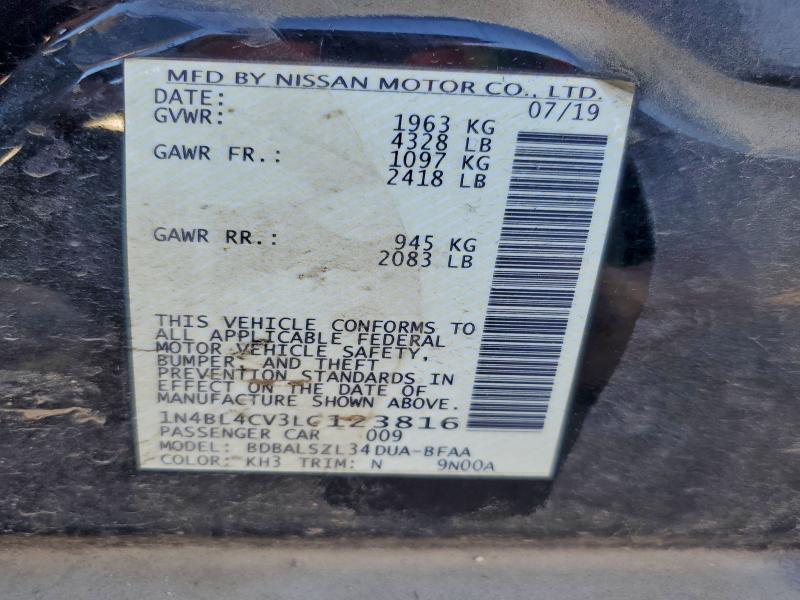 MFD BY NISSAN MOTOR CO., LTD.
DATE: 07/19
GVWR: 1963 KG
4328 LB
GAWR FR.: 1097 KG
2418 LB
GAWR RR.: 945 KG
2083 LB
THIS VEHICLE CONFORMS TO
ALL APPLICABLE FEDERAL
MOTOR VEHICLE SAFETY,
BUMPER, AND THEFT
PREVENTION STANDARDS IN
EFFECT ON THE DATE OF
MANUFACTURE SHOWN ABOVE.
1N4BL4CV3LC123816
PASSENGER CAR 009
MODEL: BDBALSZL34DUA-BFAA
COLOR: KH3 TRIM: N 9N00A